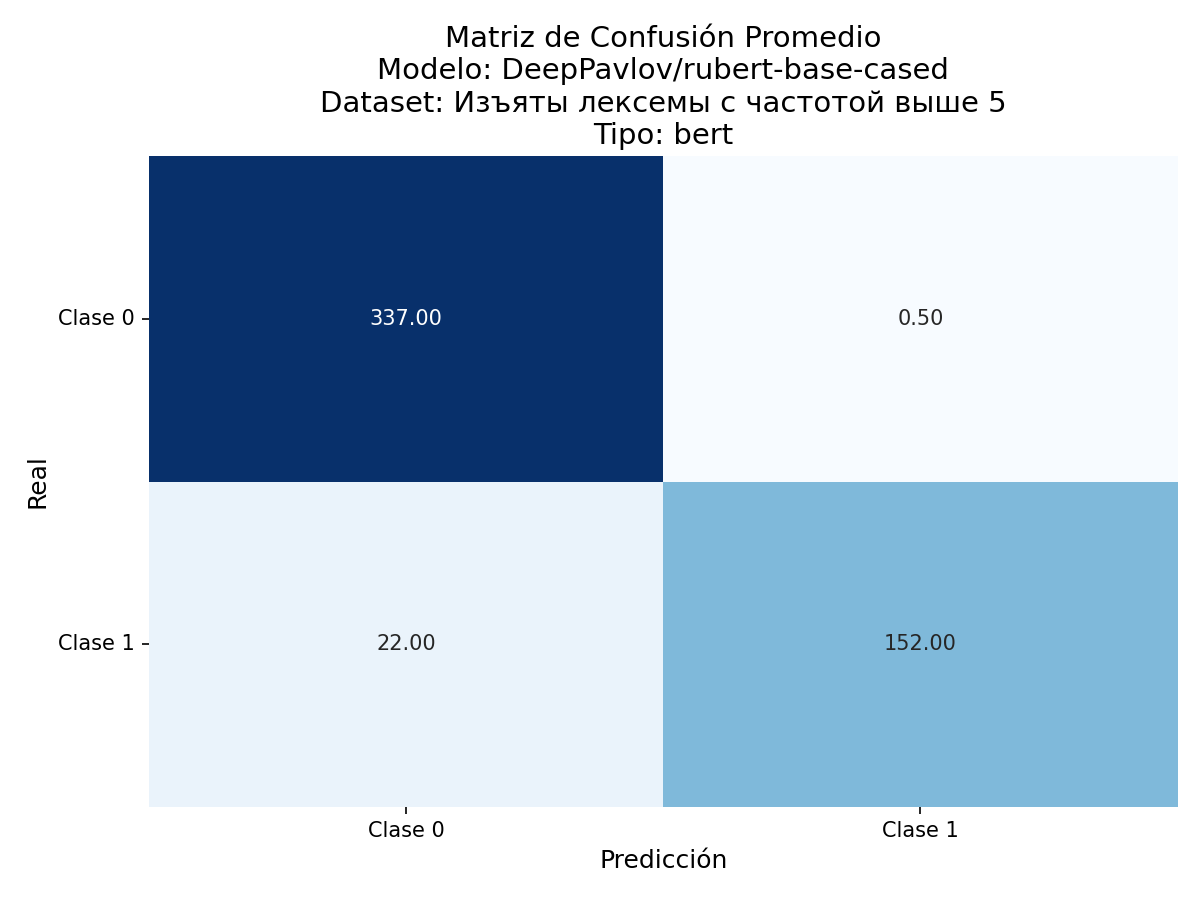 Matriz de Confusión Promedio
Modelo: DeepPavlov/rubert-base-cased
Dataset: Изъяты лексемы с частотой выше 5
Tipo: bert
Clase 0
337.00
0.50
Real
Clase 1
22.00
152.00
Clase 0
Clase 1
Predicción